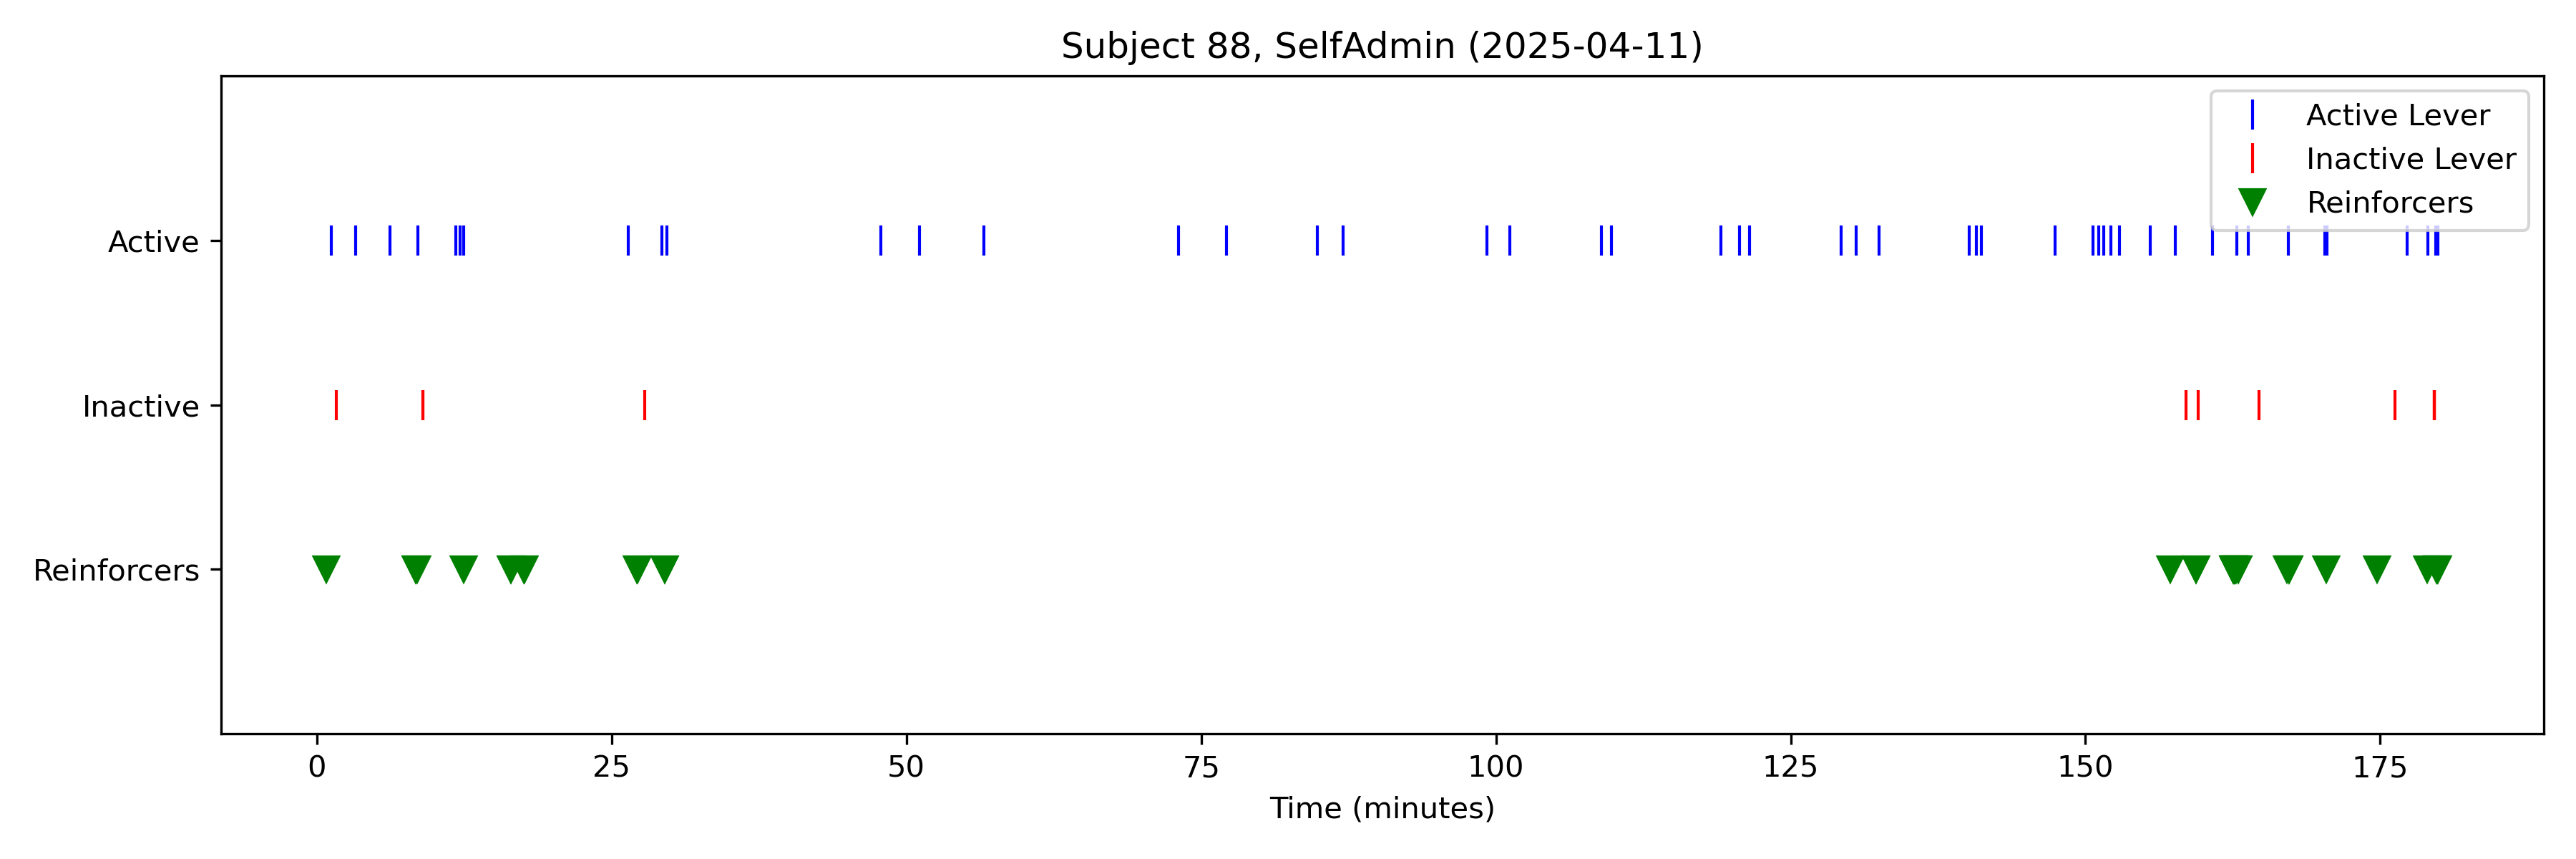 Subject 88, SelfAdmin (2025-04-11)
Active Lever
Inactive Lever
Reinforcers
Active
Inactive
Reinforcers
0 25 50 75 100 125 150 175
Time (minutes)